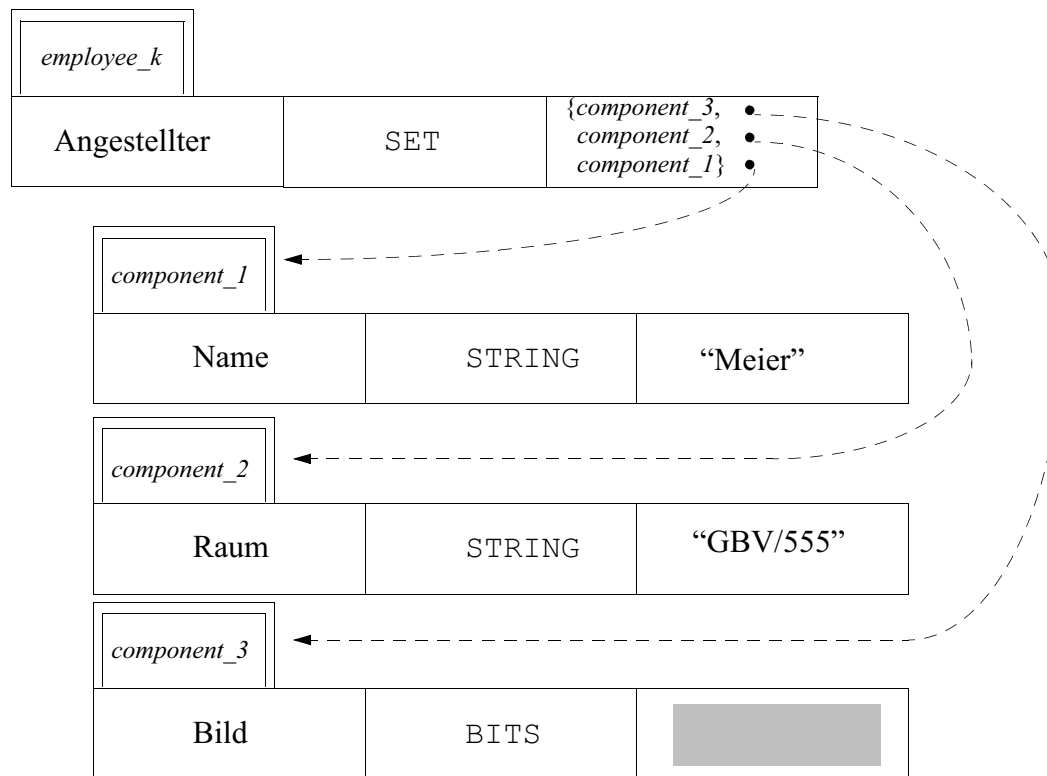 employee_k
Angestellter SET {component_3,
component_2,
component_1}
component_1
Name STRING “Meier”
component_2
Raum STRING “GBV/555”
component_3
Bild BITS